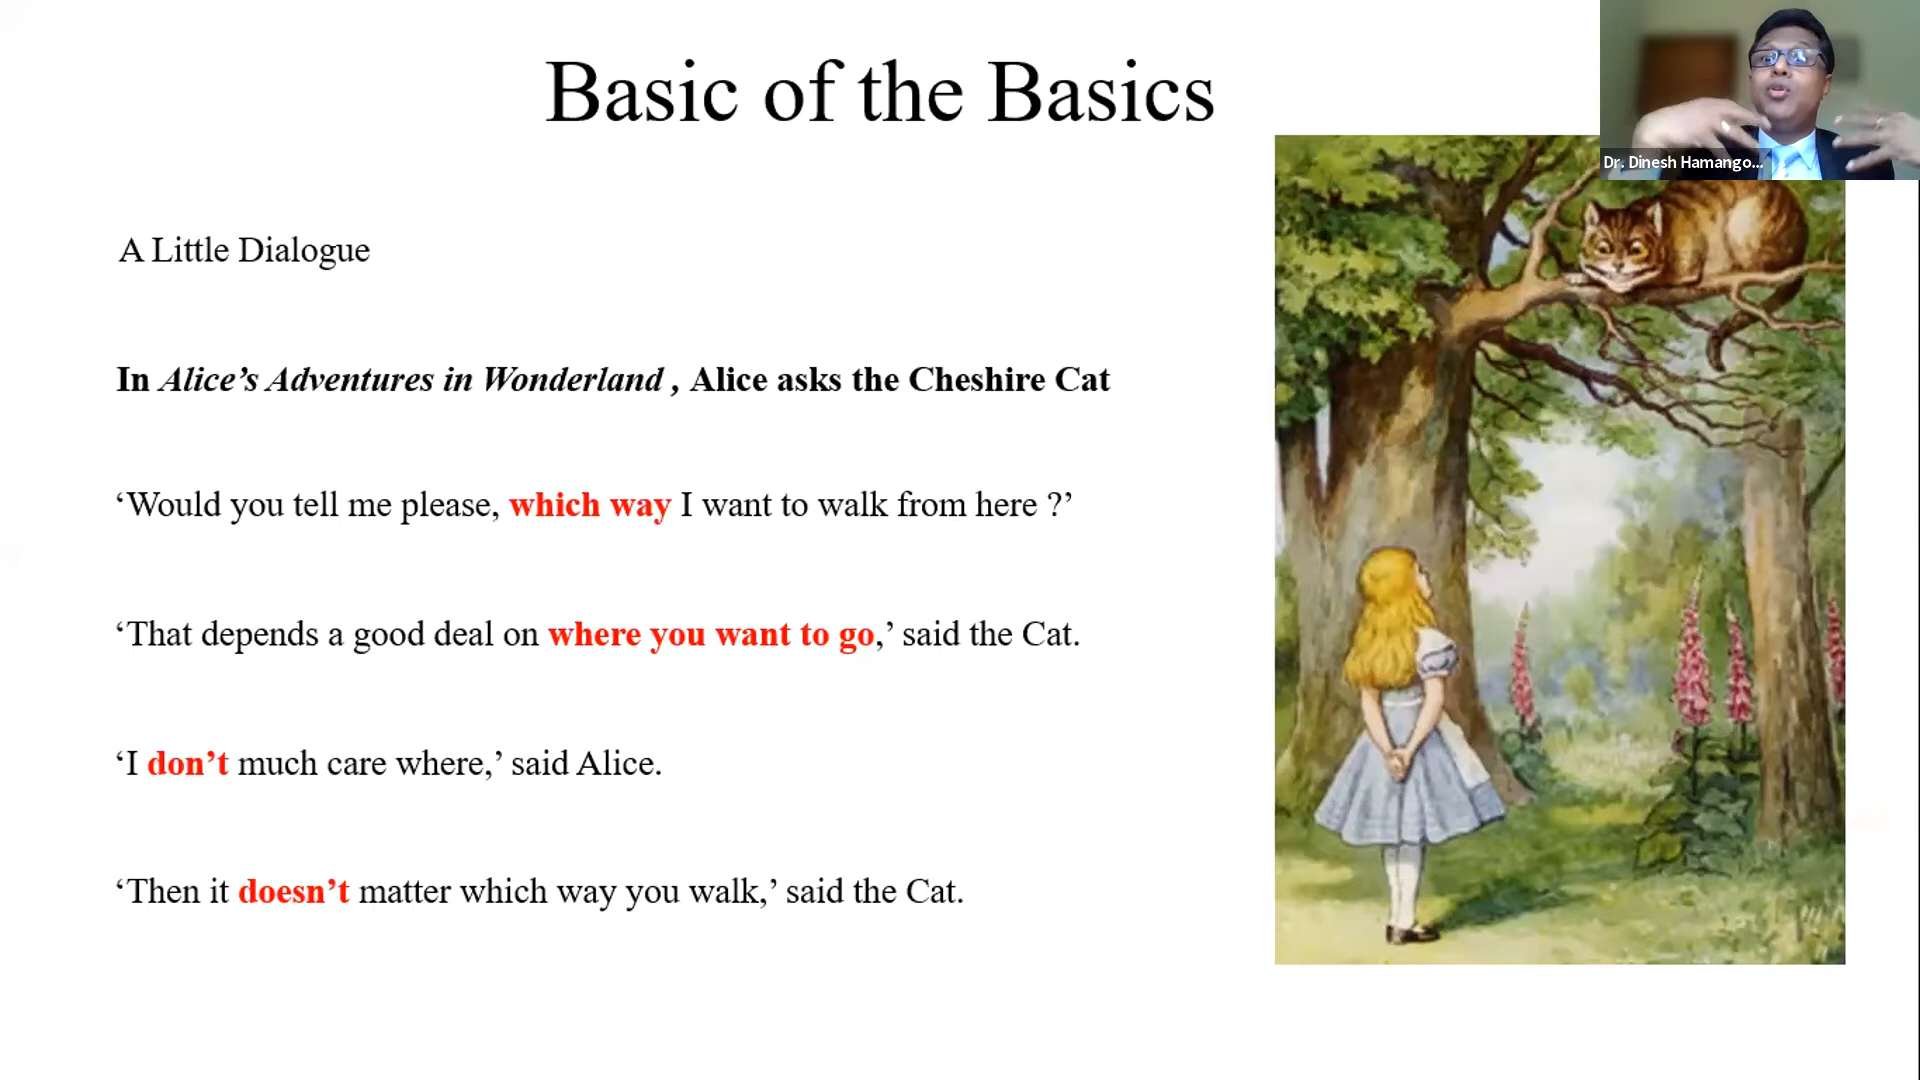 Basic of the Basics
Dr. Dinesh Hamango...
A Little Dialogue
In Alice’s Adventures in Wonderland , Alice asks the Cheshire Cat
‘Would you tell me please, which way I want to walk from here ?’
‘That depends a good deal on where you want to go,’ said the Cat.
‘I don’t much care where,’ said Alice.
‘Then it doesn’t matter which way you walk,’ said the Cat.